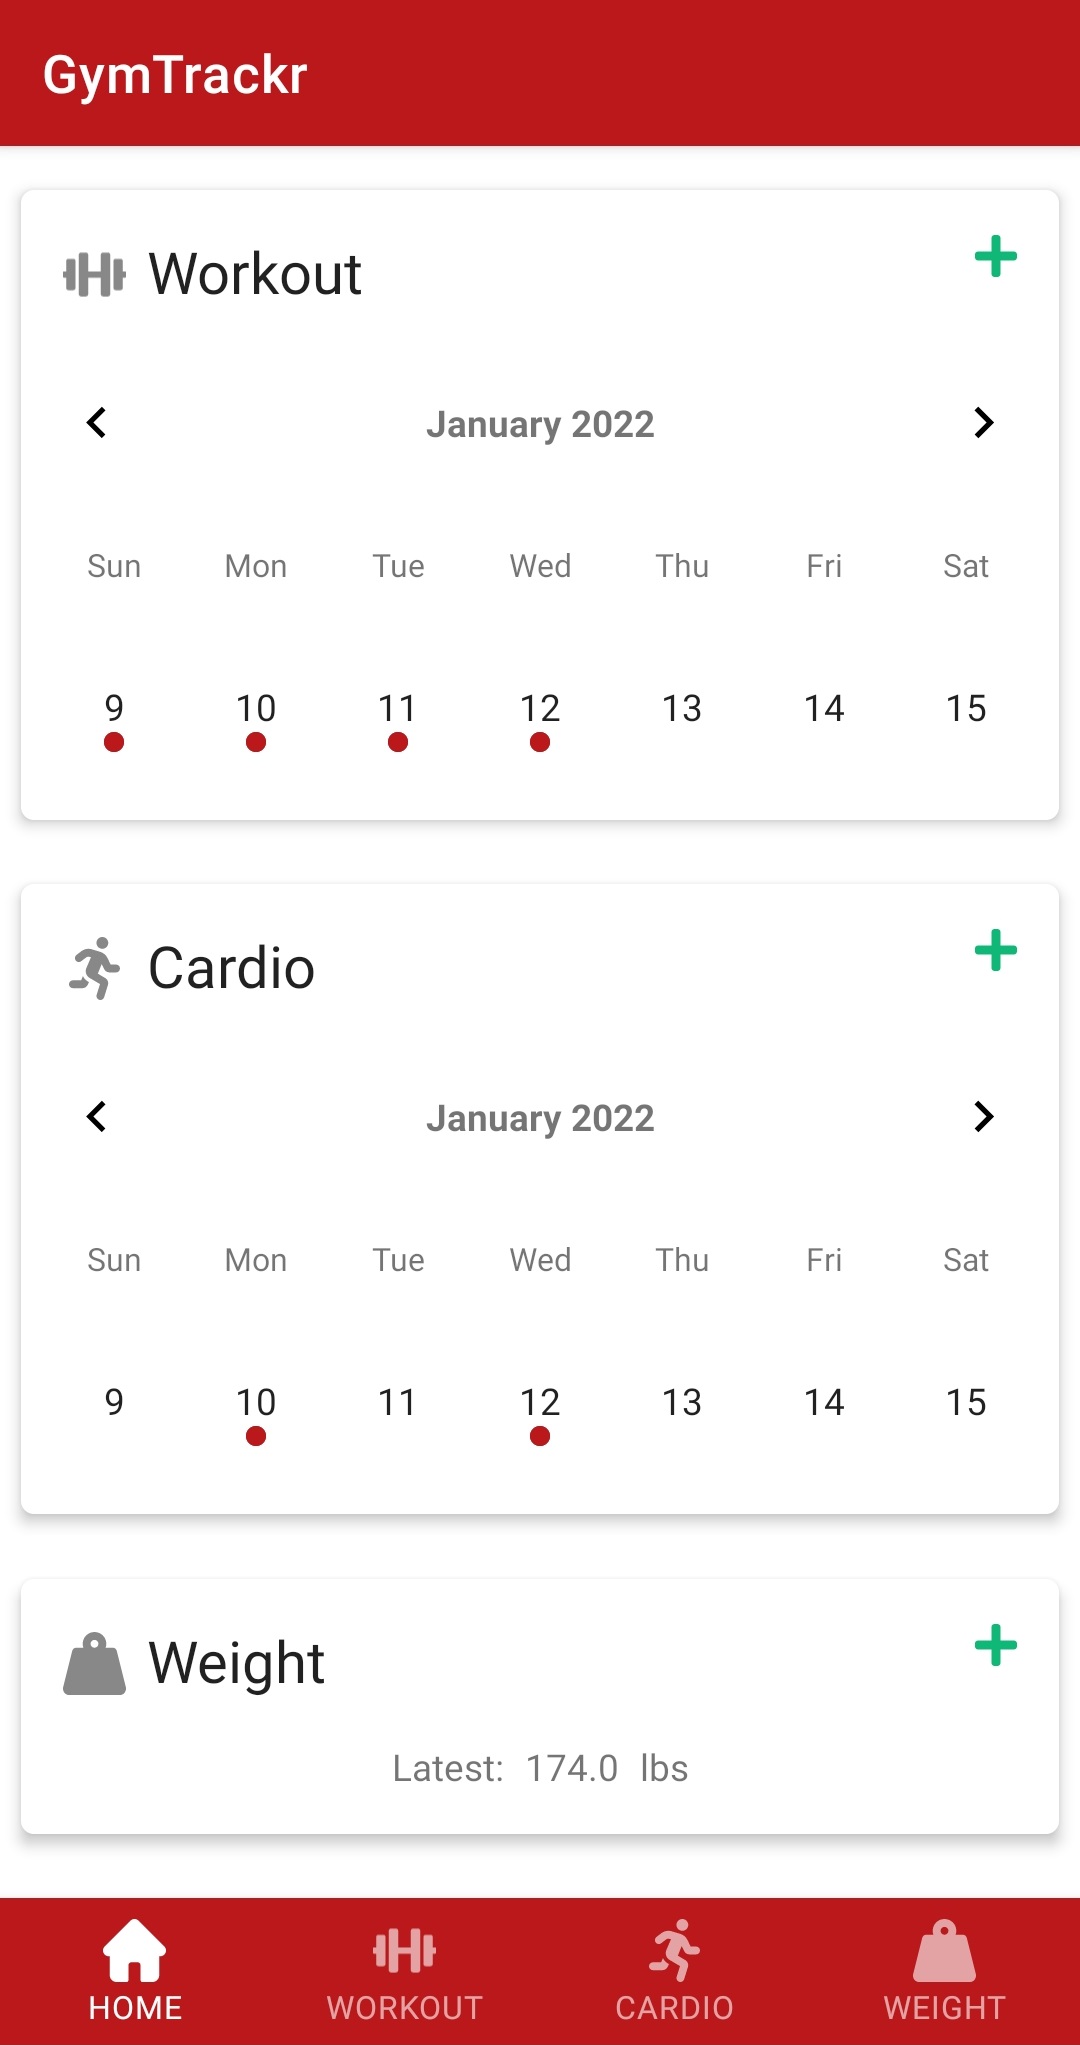 GymTrackr
Workout
January 2022
Sun Mon Tue Wed Thu Fri Sat
9 10 11 12 13 14 15
Cardio
January 2022
Sun Mon Tue Wed Thu Fri Sat
9 10 11 12 13 14 15
Weight
Latest: 174.0 lbs
HOME WORKOUT CARDIO WEIGHT